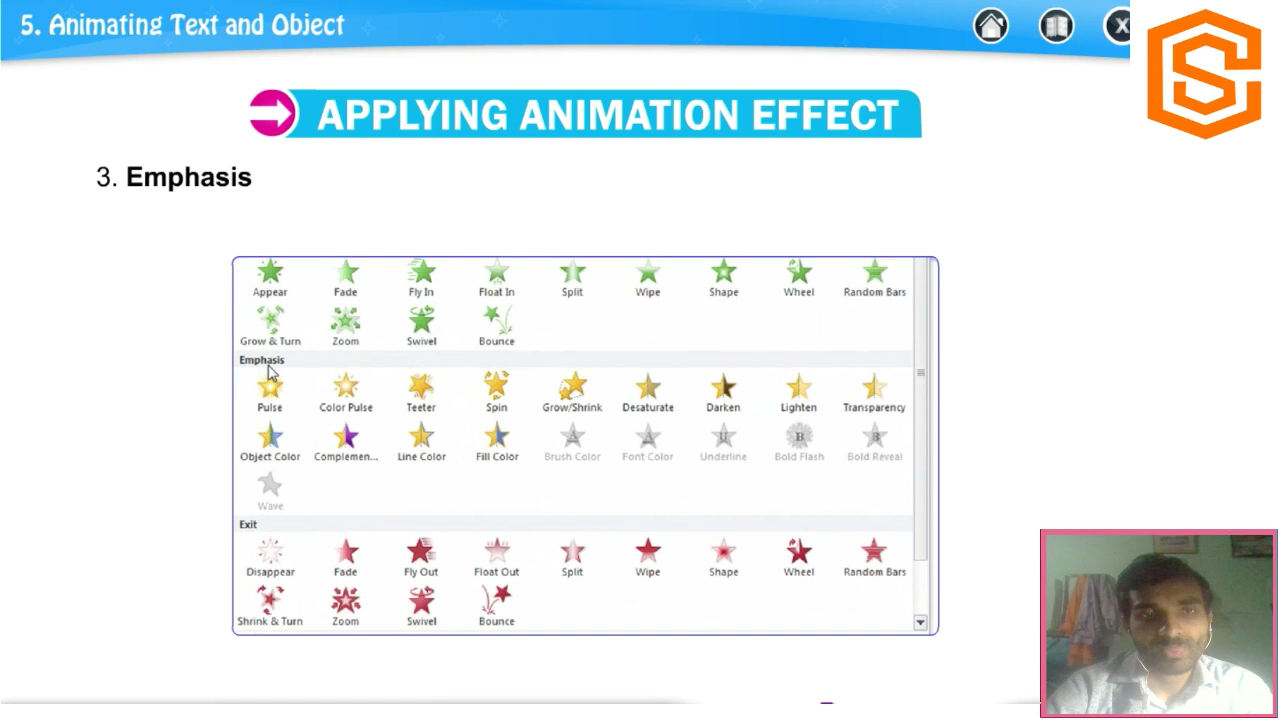 5. Animating Text and Object
X
APPLYING ANIMATION EFFECT
3. Emphasis
Appear Fade Fly In Float In Split Wipe Shape Wheel Random Bars
Grow & Turn Zoom Swivel Bounce
Emphasis
Pulse Color Pulse Teeter Spin Grow/Shrink Desaturate Darken Lighten Transparency
Object Color Complemen... Line Color Fill Color Brush Color Font Color Underline Bold Flash Bold Reveal
Wave
Exit
Disappear Fade Fly Out Float Out Split Wipe Shape Wheel Random Bars
Shrink & Turn Zoom Swivel Bounce